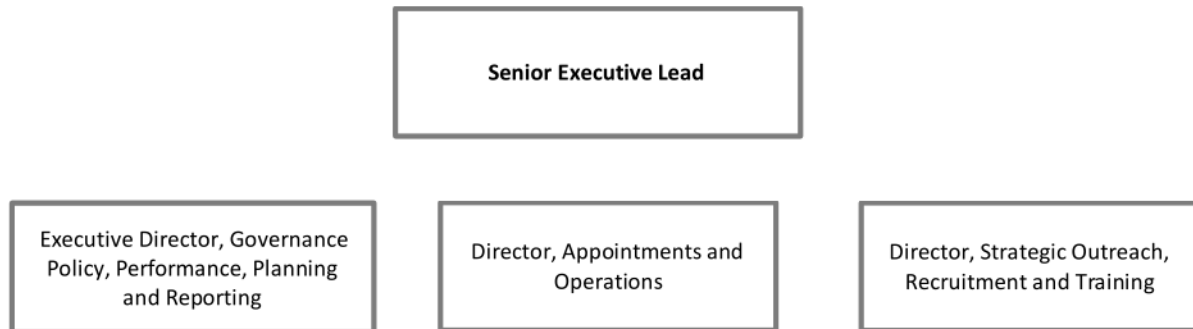 Senior Executive Lead
Executive Director, Governance
Policy, Performance, Planning
and Reporting
Director, Appointments and
Operations
Director, Strategic Outreach,
Recruitment and Training